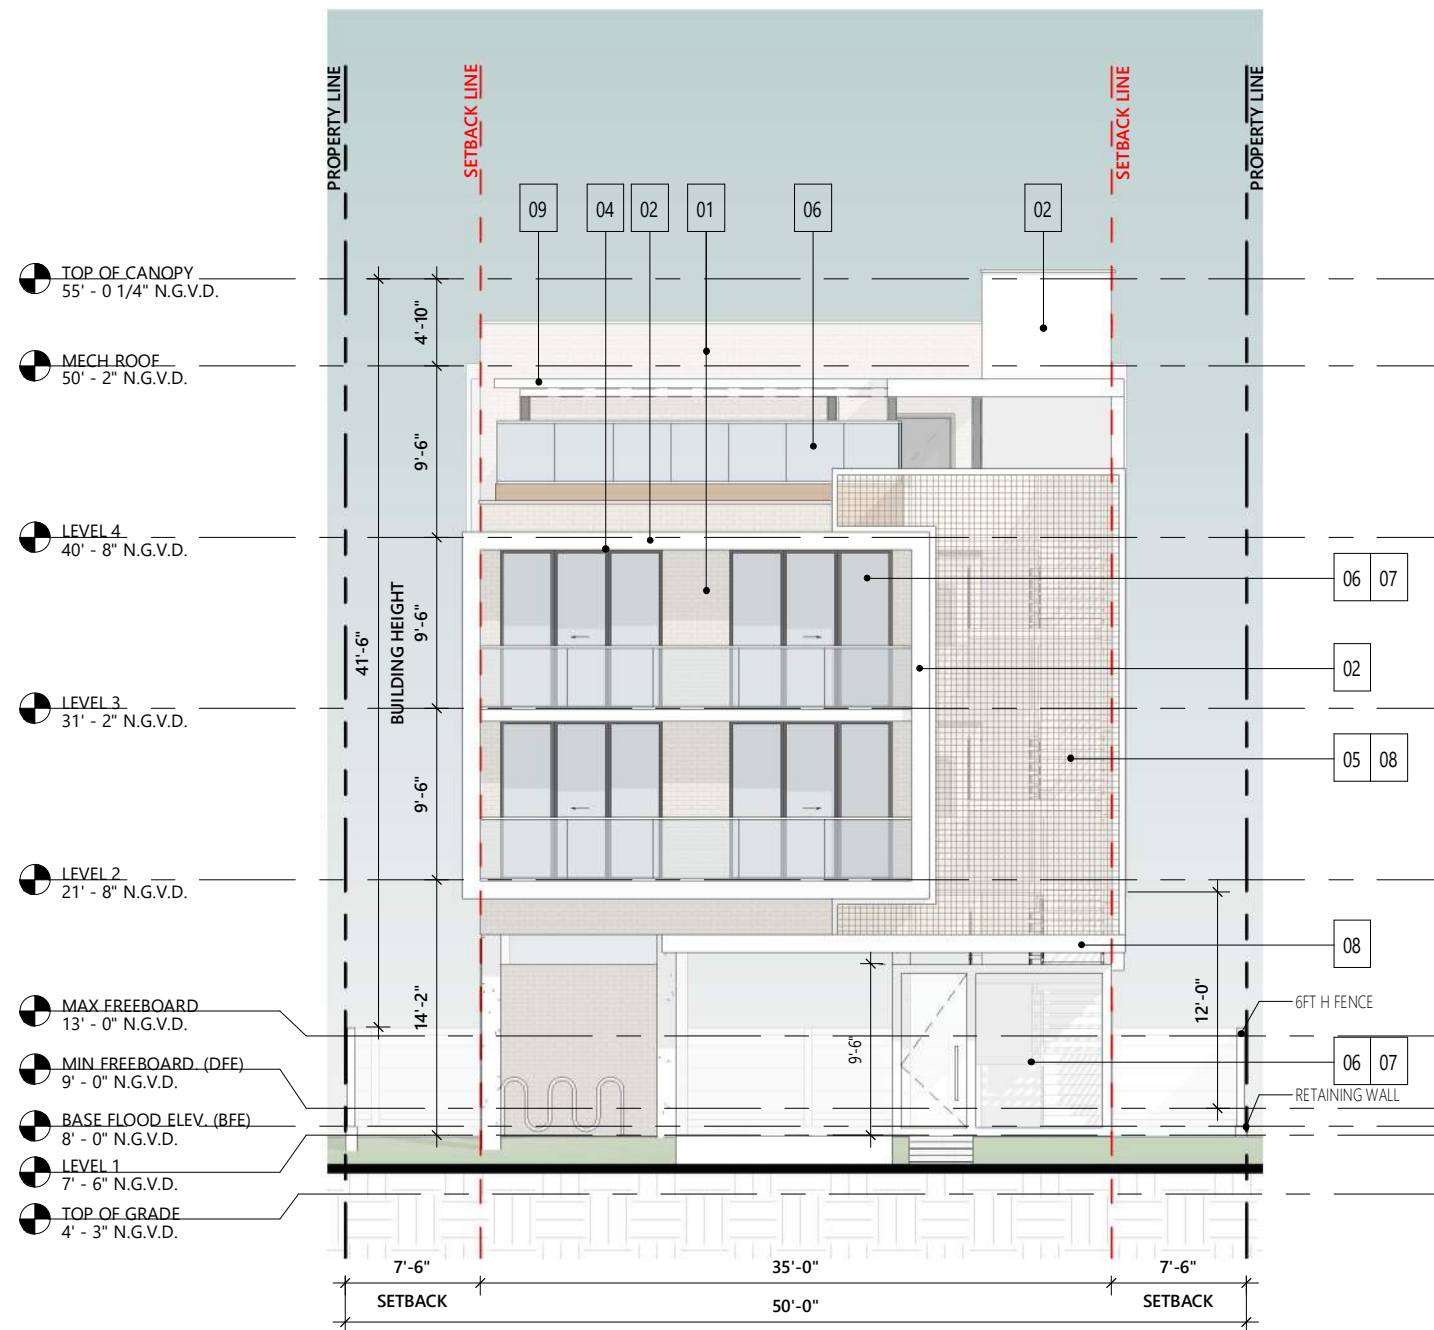 PROPERTY LINE
SETBACK LINE
SETBACK LINE
PROPERTY LINE
09
04
02
01
06
02
TOP OF CANOPY
55' - 0 1/4" N.G.V.D.
4'-10"
MECH ROOF
50' - 2" N.G.V.D.
9'-6"
LEVEL 4
40' - 8" N.G.V.D.
06
07
41'-6"
BUILDING HEIGHT
9'-6"
02
LEVEL 3
31' - 2" N.G.V.D.
05
08
9'-6"
LEVEL 2
21' - 8" N.G.V.D.
08
MAX FREEBOARD
13' - 0" N.G.V.D.
14'-2"
9'-6"
12'-0"
6FT H FENCE
MIN FREEBOARD. (DFE)
9' - 0" N.G.V.D.
06
07
RETAINING WALL
BASE FLOOD ELEV. (BFE)
8' - 0" N.G.V.D.
LEVEL 1
7' - 6" N.G.V.D.
TOP OF GRADE
4' - 3" N.G.V.D.
7'-6"
35'-0"
7'-6"
SETBACK
50'-0"
SETBACK